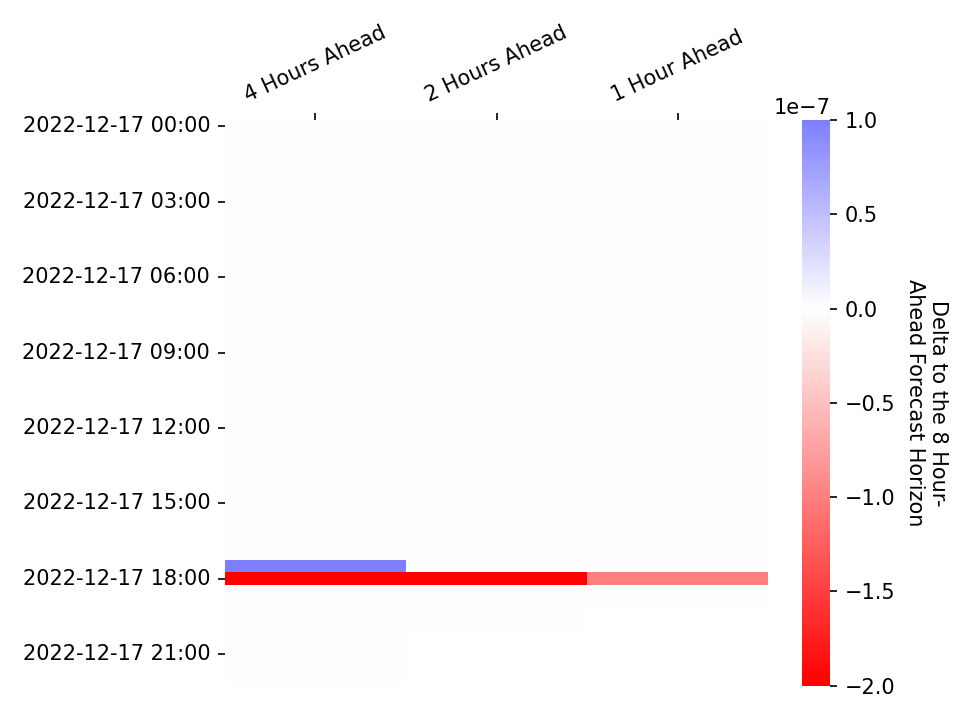 4 Hours Ahead
2 Hours Ahead
1 Hour Ahead
1e−7
2022-12-17 00:00
2022-12-17 03:00
2022-12-17 06:00
2022-12-17 09:00
2022-12-17 12:00
2022-12-17 15:00
2022-12-17 18:00
2022-12-17 21:00
1.0
0.5
0.0
−0.5
−1.0
−1.5
−2.0
Delta to the 8 Hour-
Ahead Forecast Horizon